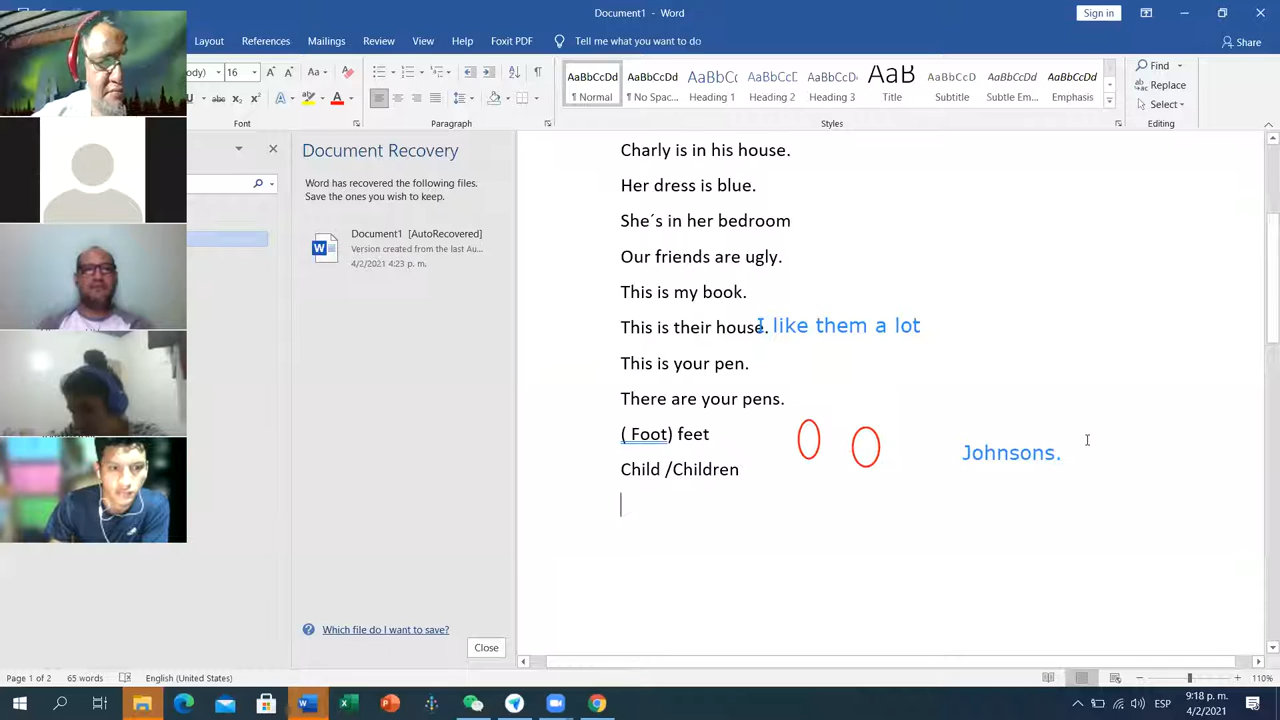 Document1 - Word
Sign in
Layout References Mailings Review View Help Foxit PDF Tell me what you want to do
Share
ody) 16 A A Aa
AaBbCcDd AaBbCcDd AaBbCc AaBbCcC AaBbCcD AaB AaBbCcD AaBbCcDd AaBbCcDd
¶ Normal ¶ No Spac... Heading 1 Heading 2 Heading 3 Title Subtitle Subtle Em... Emphasis
Find
Replace
Select
Font Paragraph Styles Editing
Document Recovery
Word has recovered the following files.
Save the ones you wish to keep.
Document1 [AutoRecovered]
Version created from the last Au...
4/2/2021 4:23 p. m.
Which file do I want to save?
Close
Charly is in his house.
Her dress is blue.
She´s in her bedroom
Our friends are ugly.
This is my book.
This is their house. I like them a lot
This is your pen.
There are your pens.
( Foot) feet
Johnsons.
Child /Children
Page 1 of 2 65 words English (United States)
110%
ESP
9:18 p. m.
4/2/2021